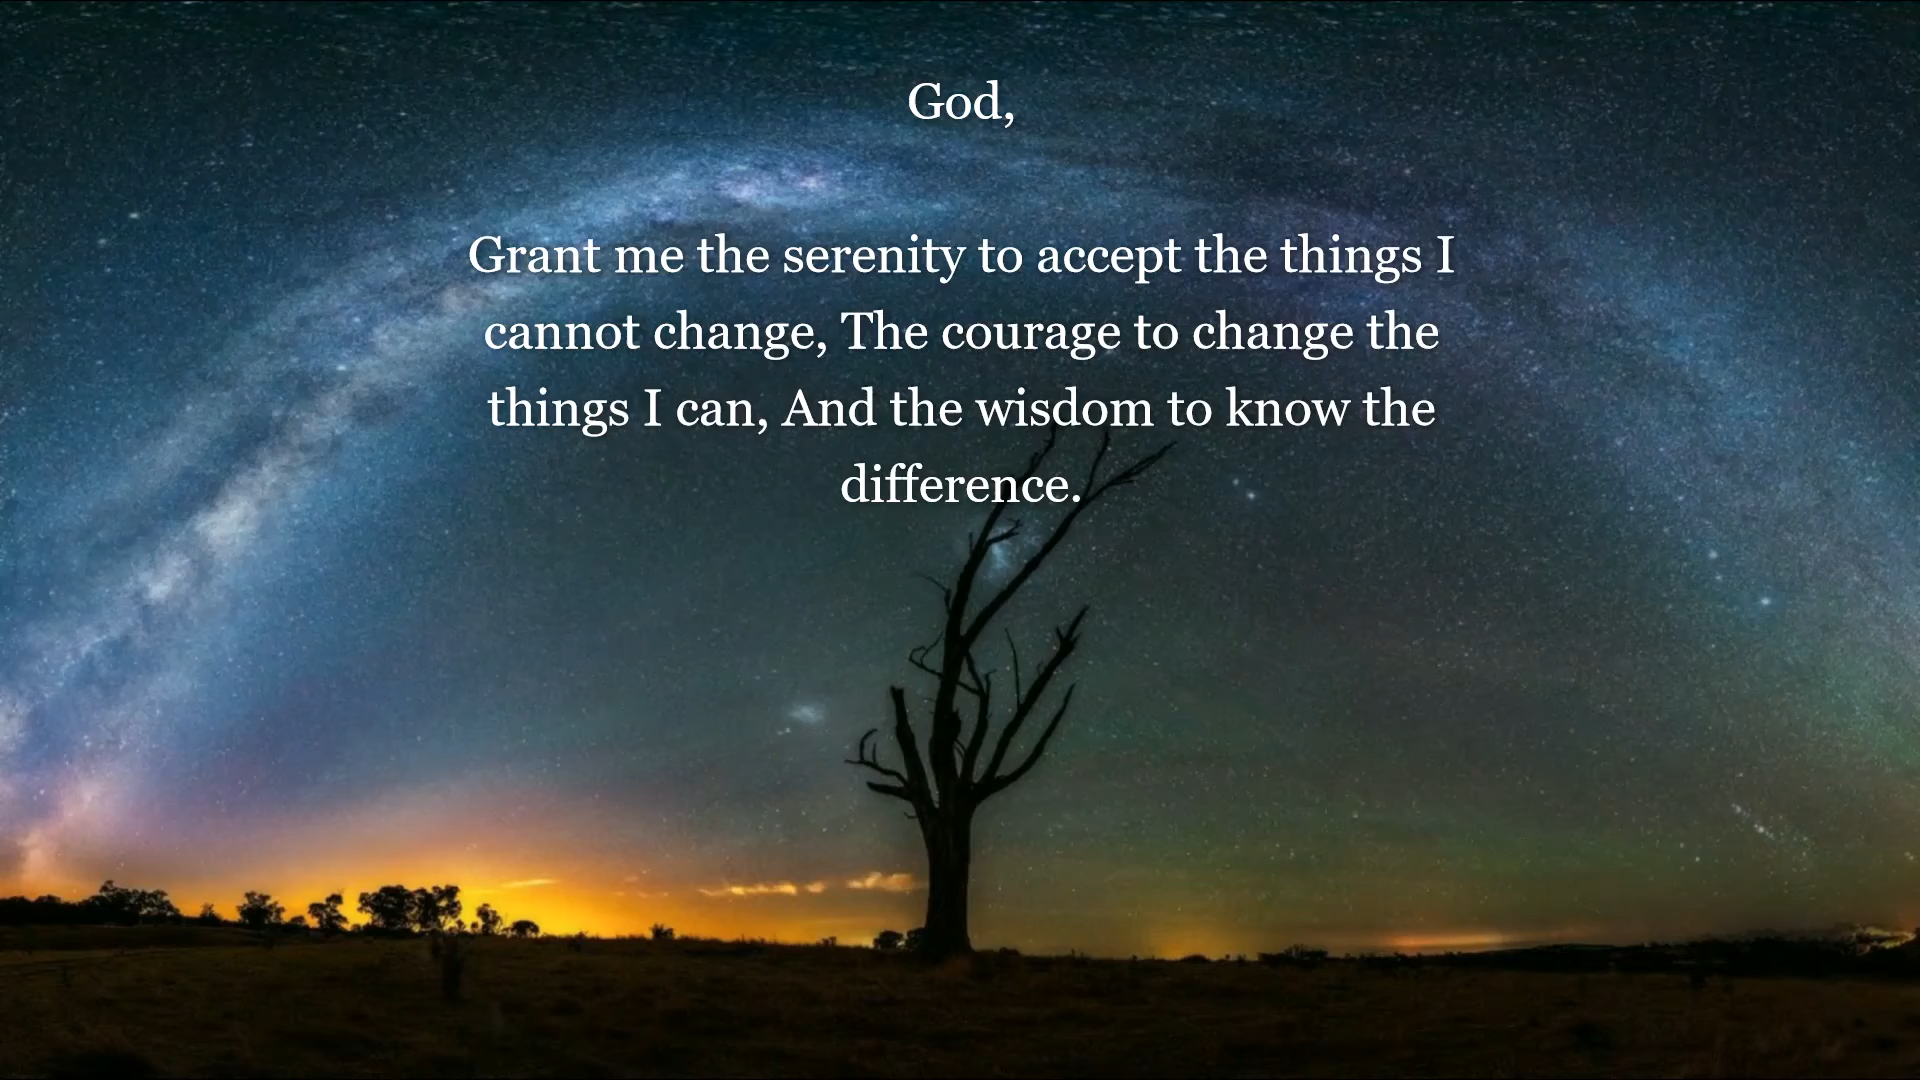 God,
Grant me the serenity to accept the things I
cannot change, The courage to change the
things I can, And the wisdom to know the
difference.